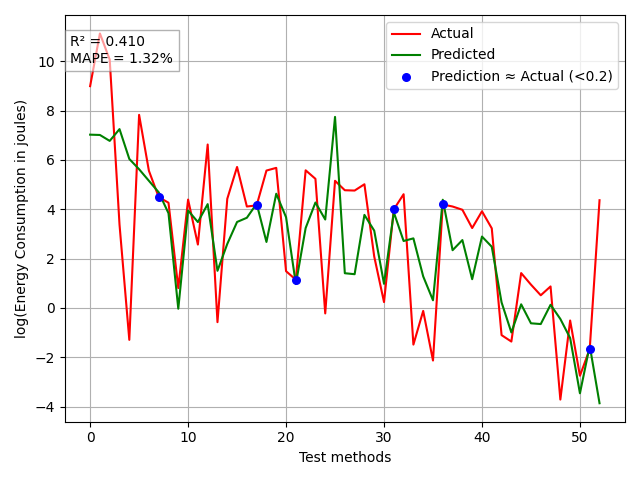 R² = 0.410
MAPE = 1.32%
Actual
Predicted
Prediction ≈ Actual (<0.2)
log(Energy Consumption in joules)
10
8
6
4
2
0
−2
−4
0 10 20 30 40 50
Test methods